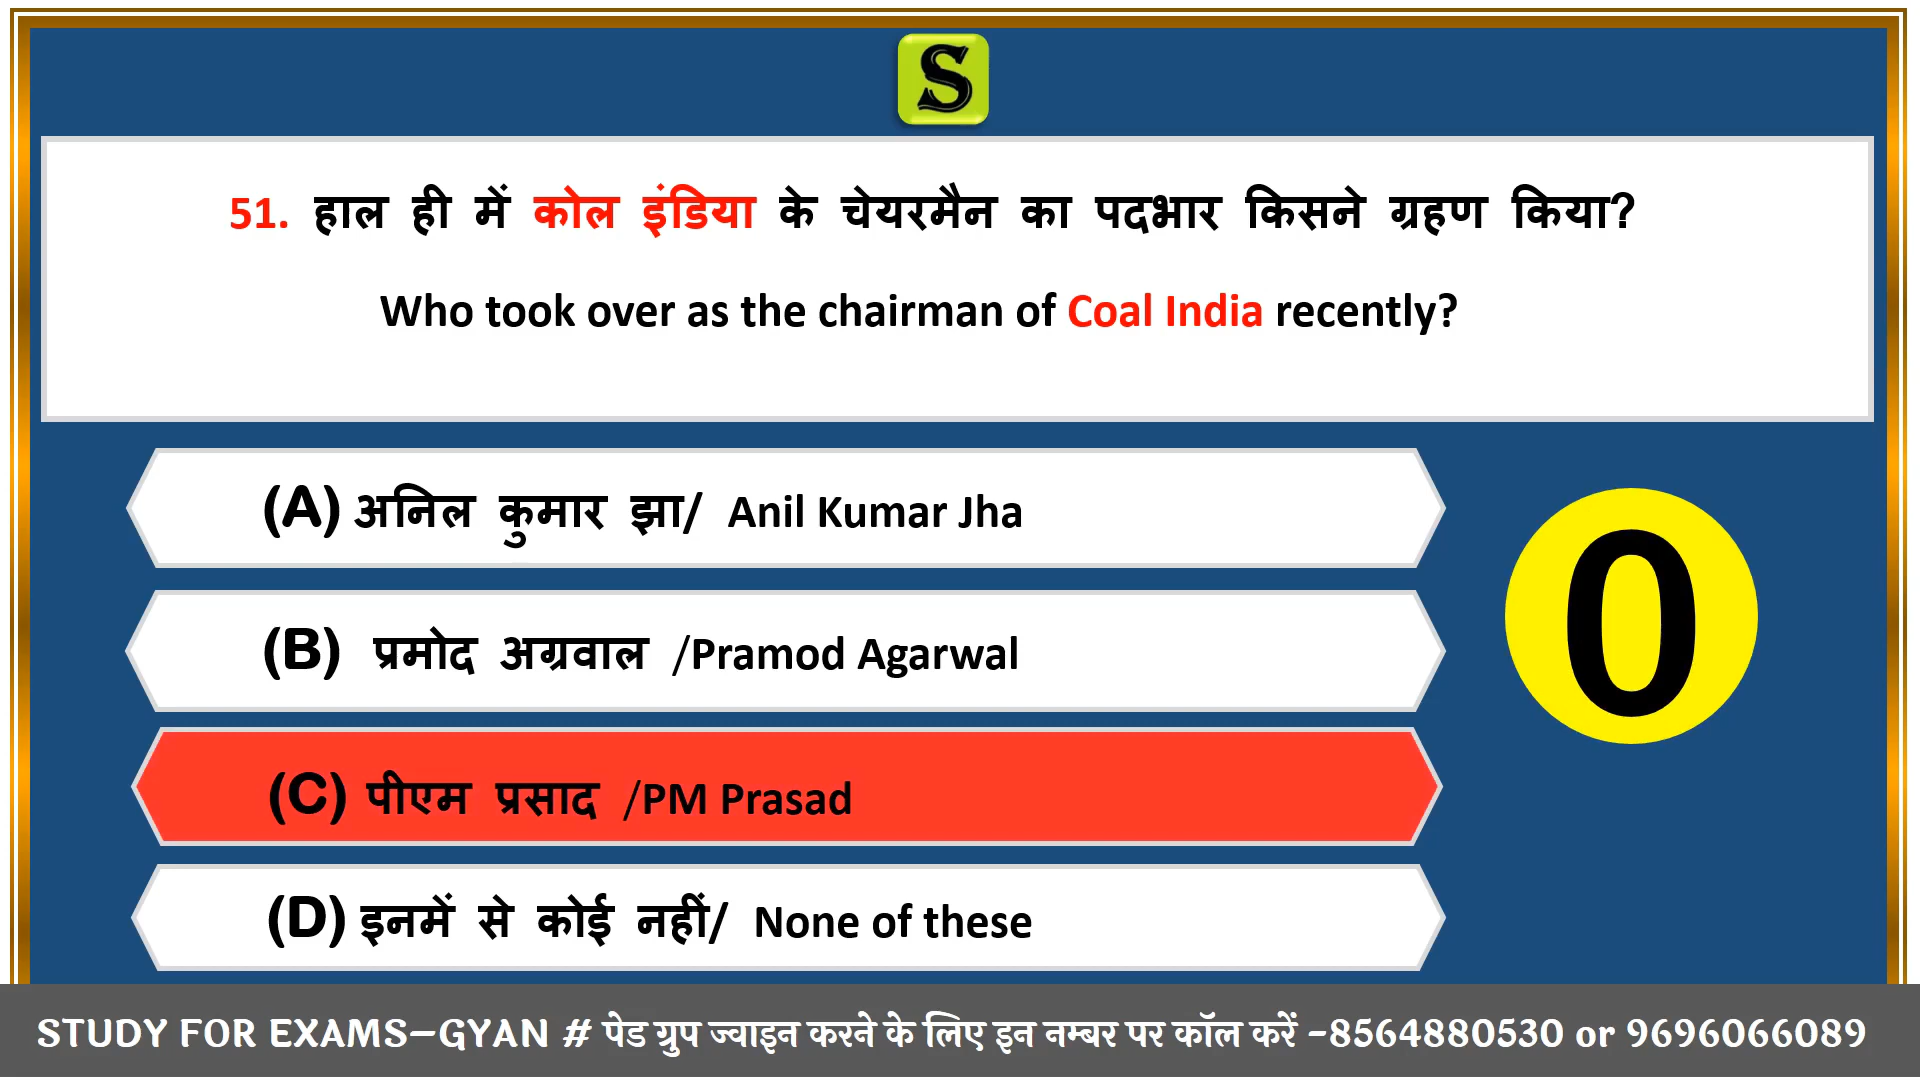 S
51. हाल ही में कोल इंडिया के चेयरमैन का पदभार किसने ग्रहण किया?
Who took over as the chairman of Coal India recently?
(A) अनिल कुमार झा/ Anil Kumar Jha
(B) प्रमोद अग्रवाल /Pramod Agarwal
0
(C) पीएम प्रसाद /PM Prasad
(D) इनमें से कोई नहीं/ None of these
STUDY FOR EXAMS-GYAN # पेड ग्रुप ज्वाइन करने के लिए इन नम्बर पर कॉल करें -8564880530 or 9696066089